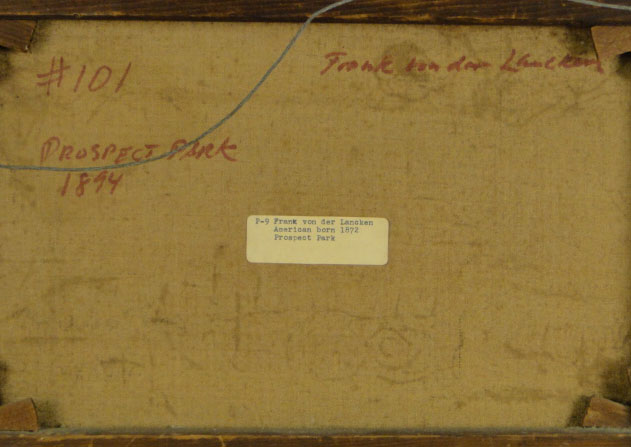 #101
Frank von der Lancken
PROSPECT PARK
1894
P-9 Frank von der Lancken
American born 1872
Prospect Park